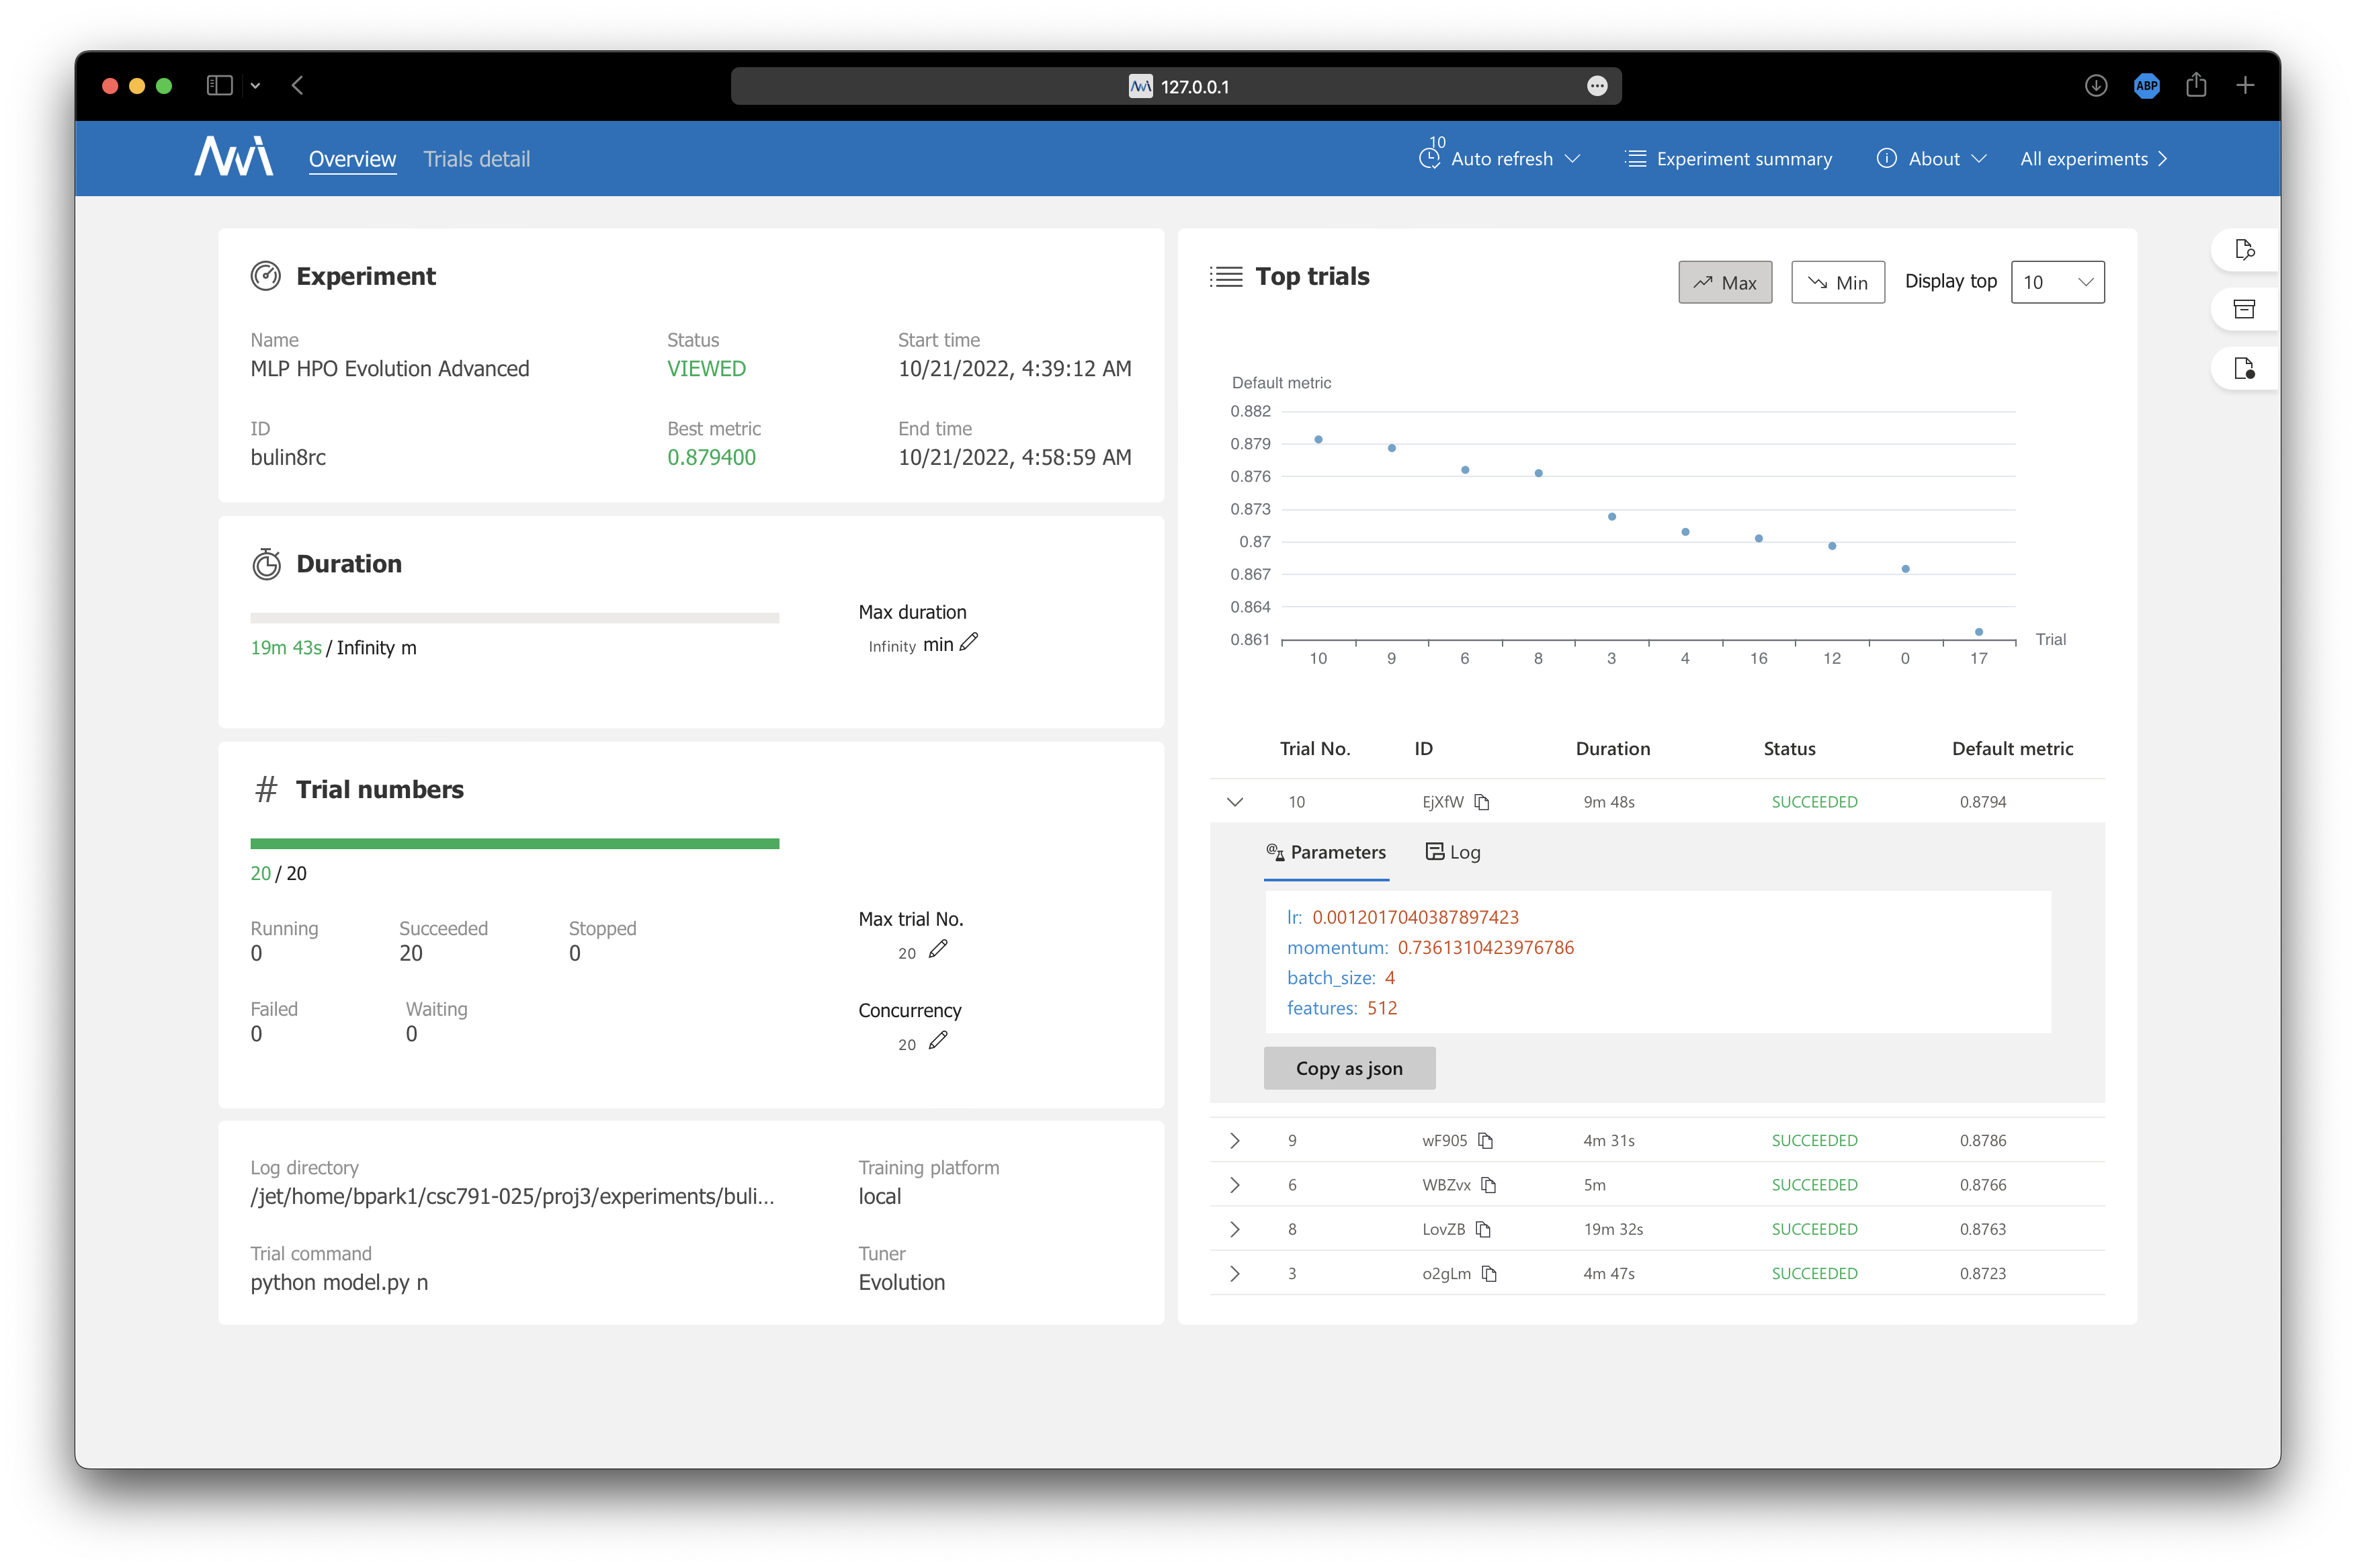 127.0.0.1
ABP
Overview
Trials detail
10
Auto refresh
Experiment summary
About
All experiments
Experiment
Name
Status
Start time
MLP HPO Evolution Advanced
VIEWED
10/21/2022, 4:39:12 AM
ID
Best metric
End time
bulin8rc
0.879400
10/21/2022, 4:58:59 AM
Duration
19m 43s / Infinity m
Max duration
Infinity min
Trial numbers
20 / 20
Running
Succeeded
Stopped
0
20
0
Failed
Waiting
0
0
Max trial No.
20
Concurrency
20
Log directory
Training platform
/jet/home/bpark1/csc791-025/proj3/experiments/buli...
local
Trial command
Tuner
python model.py n
Evolution
Top trials
Max
Min
Display top
10
Default metric
0.882
0.879
0.876
0.873
0.87
0.867
0.864
0.861
Trial
10 9 6 8 3 4 16 12 0 17
Trial No. ID Duration Status Default metric
10 EjXfW 9m 48s SUCCEEDED 0.8794
Parameters
Log
lr: 0.0012017040387897423
momentum: 0.7361310423976786
batch_size: 4
features: 512
Copy as json
9 wF905 4m 31s SUCCEEDED 0.8786
6 WBZvx 5m SUCCEEDED 0.8766
8 LovZB 19m 32s SUCCEEDED 0.8763
3 o2gLm 4m 47s SUCCEEDED 0.8723